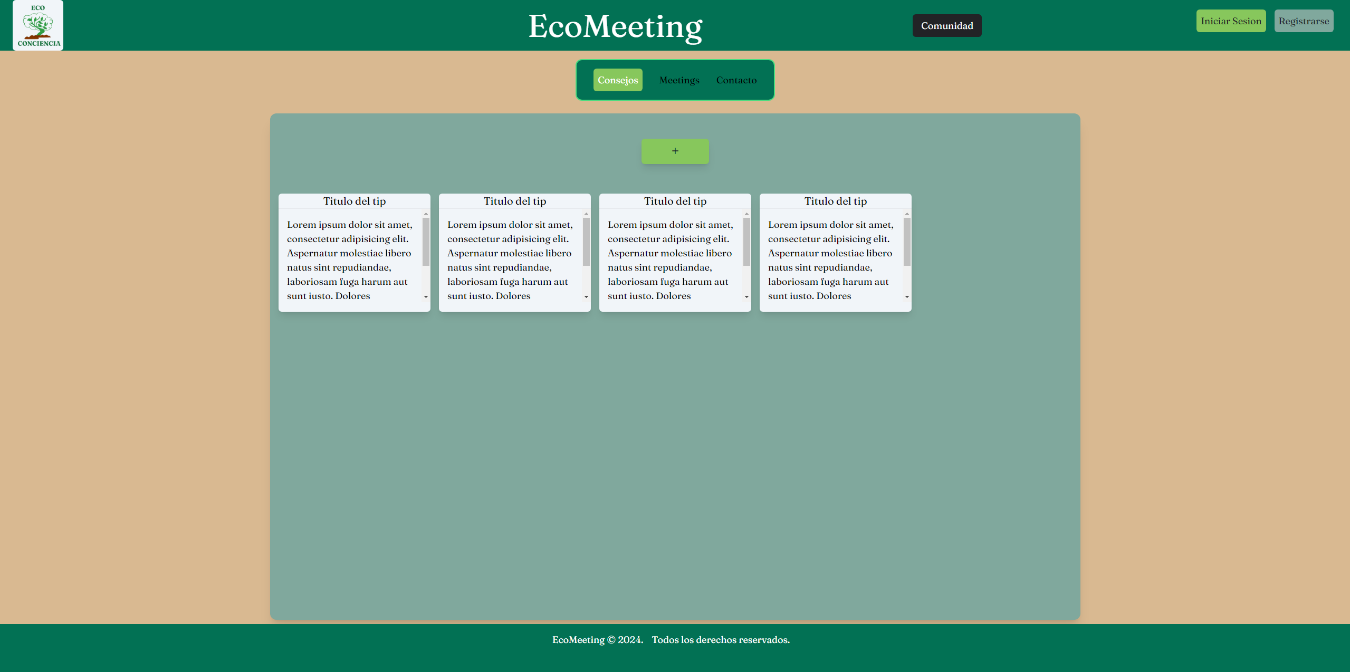 ECO
CONCIENCIA
EcoMeeting
Comunidad
Iniciar Sesion
Registrarse
Consejos
Meetings
Contacto
+
Titulo del tip
Lorem ipsum dolor sit amet,
consectetur adipisicing elit.
Aspernatur molestiae libero
natus sint repudiandae,
laboriosam fuga harum aut
sunt iusto. Dolores
Titulo del tip
Lorem ipsum dolor sit amet,
consectetur adipisicing elit.
Aspernatur molestiae libero
natus sint repudiandae,
laboriosam fuga harum aut
sunt iusto. Dolores
Titulo del tip
Lorem ipsum dolor sit amet,
consectetur adipisicing elit.
Aspernatur molestiae libero
natus sint repudiandae,
laboriosam fuga harum aut
sunt iusto. Dolores
Titulo del tip
Lorem ipsum dolor sit amet,
consectetur adipisicing elit.
Aspernatur molestiae libero
natus sint repudiandae,
laboriosam fuga harum aut
sunt iusto. Dolores
EcoMeeting © 2024. Todos los derechos reservados.